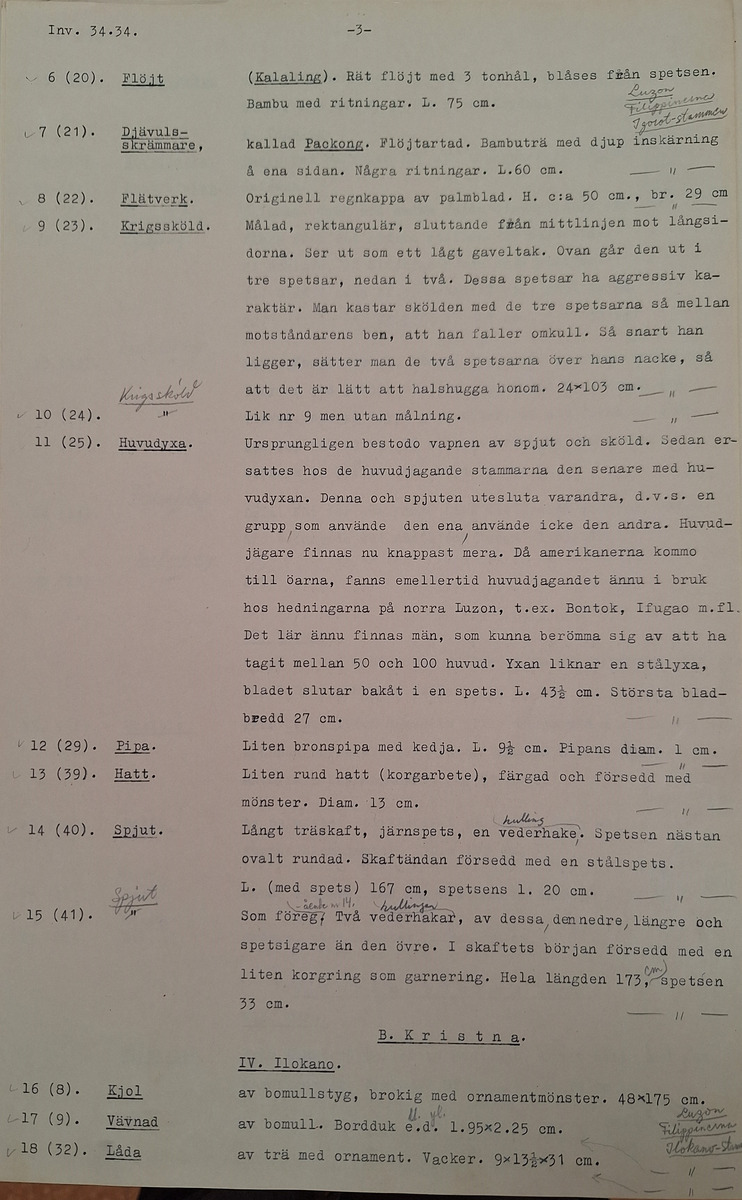 Inv. 34.34. -3-
6 (20). Flöjt (Kalaling). Rät flöjt med 3 tonhål, blåses från spetsen.
Bambu med ritningar. L. 75 cm.
Luzon
Filippinerna
Igorot-stammen
7 (21). Djävuls-
skrämmare, kallad Packong. Flöjtartad. Bambuträ med djup inskärning
å ena sidan. Några ritningar. L.60 cm. — " —
8 (22). Flätverk. Originell regnkappa av palmblad. H. c:a 50 cm., br. 29 cm
— " —
9 (23). Krigssköld. Målad, rektangulär, sluttande från mittlinjen mot långsi-
dorna. Ser ut som ett lågt gaveltak. Ovan går den ut i
tre spetsar, nedan i två. Dessa spetsar ha aggressiv ka-
raktär. Man kastar skölden med de tre spetsarna så mellan
motståndarens ben, att han faller omkull. Så snart han
ligger, sätter man de två spetsarna över hans nacke, så
att det är lätt att halshugga honom. 24×103 cm. — " —
Krigssköld
10 (24). —"— Lik nr 9 men utan målning. — " —
11 (25). Huvudyxa. Ursprungligen bestodo vapnen av spjut och sköld. Sedan er-
sattes hos de huvudjagande stammarna den senare med hu-
vudyxan. Denna och spjuten utesluta varandra, d.v.s. en
grupp, som använde den ena, använde icke den andra. Huvud-
jägare finnas nu knappast mera. Då amerikanerna kommo
till öarna, fanns emellertid huvudjagandet ännu i bruk
hos hedningarna på norra Luzon, t.ex. Bontok, Ifugao m.fl.
Det lär ännu finnas män, som kunna berömma sig av att ha
tagit mellan 50 och 100 huvud. Yxan liknar en stålyxa,
bladet slutar bakåt i en spets. L. 43½ cm. Största blad-
bredd 27 cm. — " —
12 (29). Pipa. Liten bronspipa med kedja. L. 9½ cm. Pipans diam. 1 cm.
— " —
13 (39). Hatt. Liten rund hatt (korgarbete), färgad och försedd med
mönster. Diam. 13 cm. — " —
hulling
14 (40). Spjut. Långt träskaft, järnspets, en vederhake. Spetsen nästan
ovalt rundad. Skaftändan försedd med en stålspets.
L. (med spets) 167 cm, spetsens l. 20 cm. — " —
Spjut
hullingar
15 (41). " Som föreg. Två vederhakar, av dessa, den nedre, längre och
spetsigare än den övre. I skaftets början försedd med en
liten korgring som garnering. Hela längden 173, cm) spetsen
33 cm. — " —
B. Kristna.
IV. Ilokano.
16 (8). Kjol av bomullstyg, brokig med ornamentmönster. 48×175 cm.
17 (9). Vävnad av bomull. Bordduk e.d. 1.95×2.25 cm.
Luzon
Filippinerna
Ilokano-
18 (32). Låda av trä med ornament. Vacker. 9×13½×31 cm. — " —
— " —